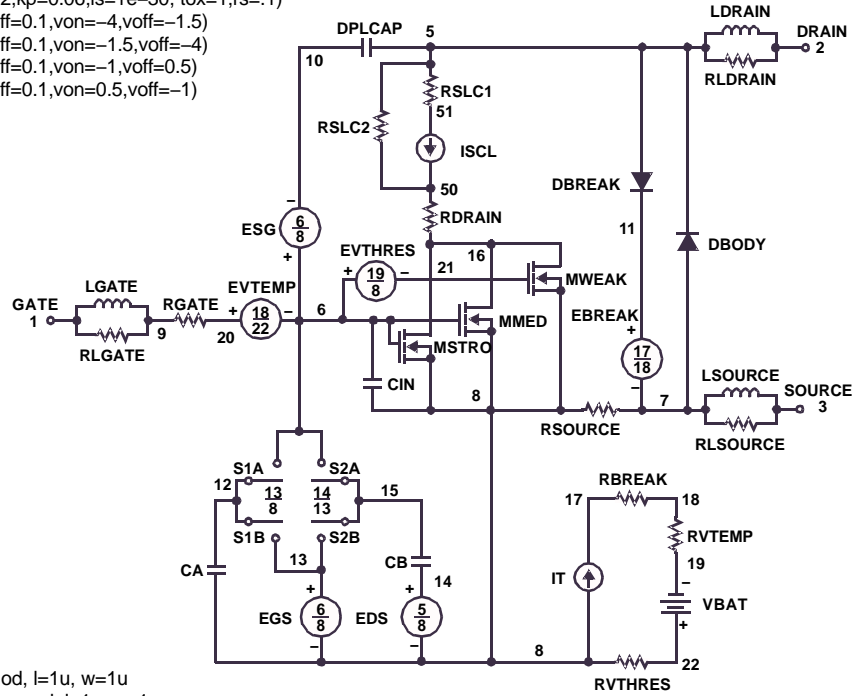 2,kp=0.08,is=1e-30, tox=1,rs=.1)
ff=0.1,von=−4,voff=−1.5)
ff=0.1,von=−1.5,voff=−4)
ff=0.1,von=−1,voff=0.5)
ff=0.1,von=0.5,voff=−1)
LDRAIN
DPLCAP 5 DRAIN
10 2
RLDRAIN
RSLC1
51
RSLC2
ISCL
50
DBREAK
RDRAIN
−
ESG 6 8
+
11
DBODY
EVTHRES
16
+ 19 8 −
21
MWEAK
LGATE
EVTEMP
GATE RGATE + 18 22 − 6
1
9 20
EBREAK
+
MMED
MSTRO
RLGATE
17 18
−
LSOURCE
CIN
SOURCE
8 7
3
RSOURCE
RLSOURCE
S1A S2A
12 13 8 14 13 15
RBREAK
17 18
S1B S2B
RVTEMP
13
CA CB
19
IT
−
+ + 14
VBAT
EGS 6 8 EDS 5 8
+
− −
8
22
RVTHRES
od, l=1u, w=1u